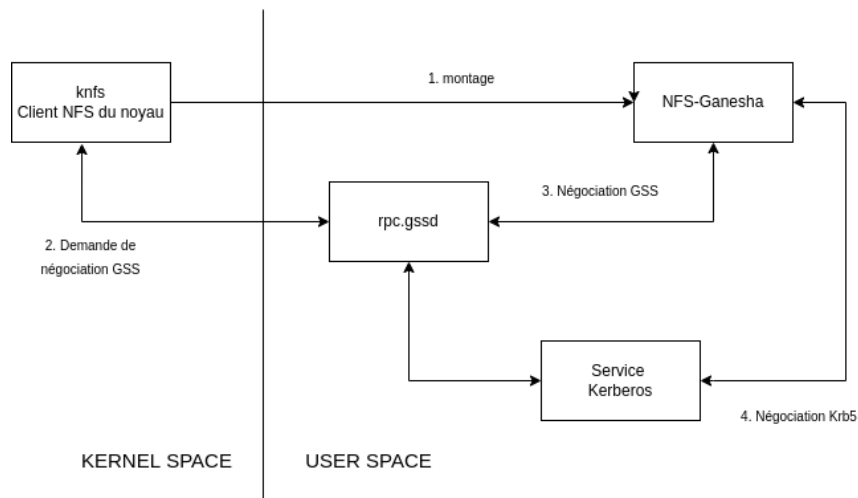 knfs
Client NFS du noyau
1. montage
NFS-Ganesha
rpc.gssd
3. Négociation GSS
2. Demande de
négociation GSS
Service
Kerberos
4. Négociation Krb5
KERNEL SPACE
USER SPACE